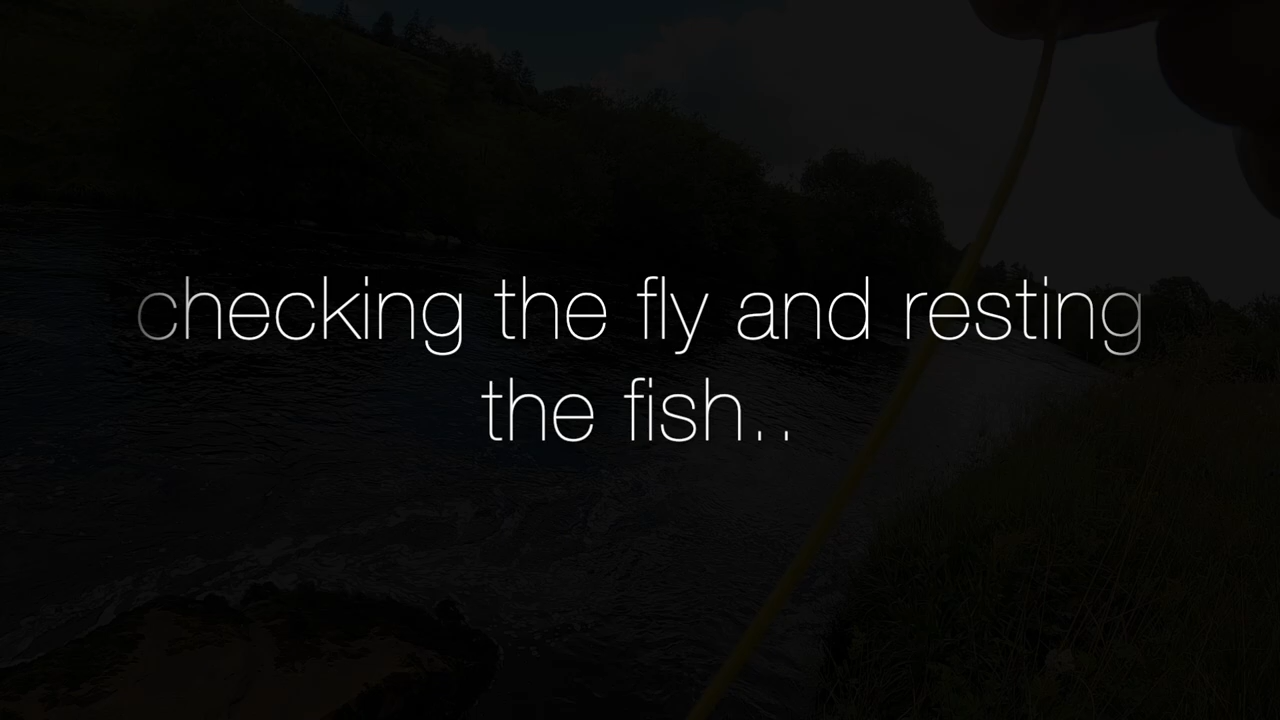 checking the fly and resting
the fish..